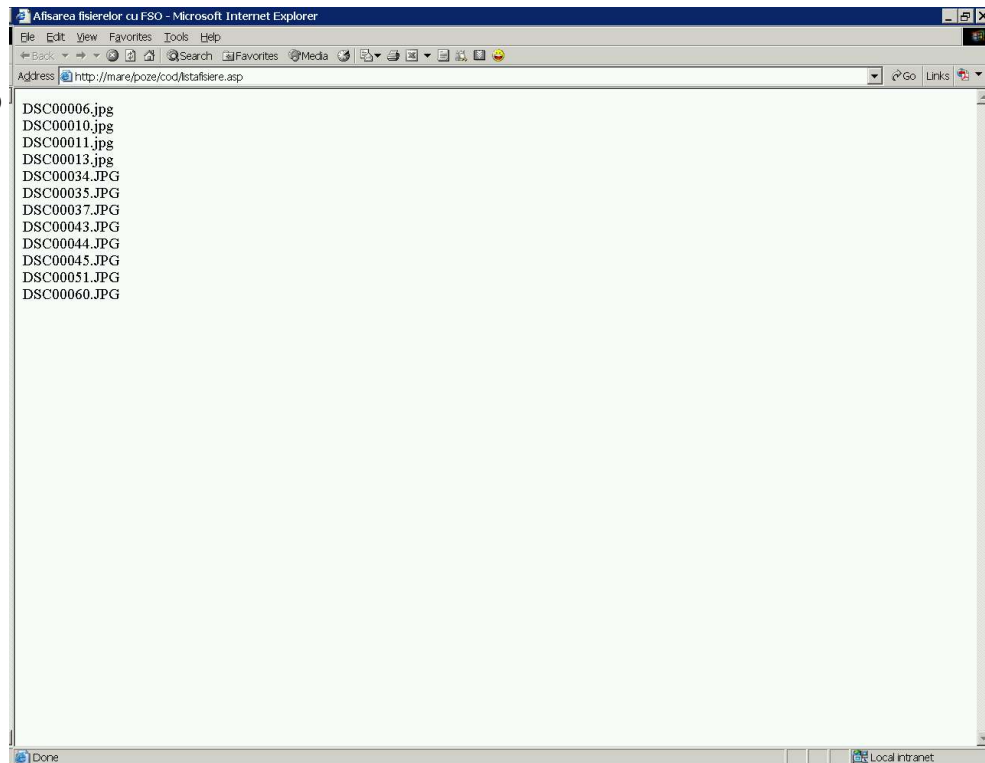 Afisarea fisierelor cu FSO - Microsoft Internet Explorer
File Edit View Favorites Tools Help
Back Search Favorites Media
Address http://mare/poze/cod/listafisiere.asp Go Links
DSC00006.jpg
DSC00010.jpg
DSC00011.jpg
DSC00013.jpg
DSC00034.JPG
DSC00035.JPG
DSC00037.JPG
DSC00043.JPG
DSC00044.JPG
DSC00045.JPG
DSC00051.JPG
DSC00060.JPG
Done Local intranet